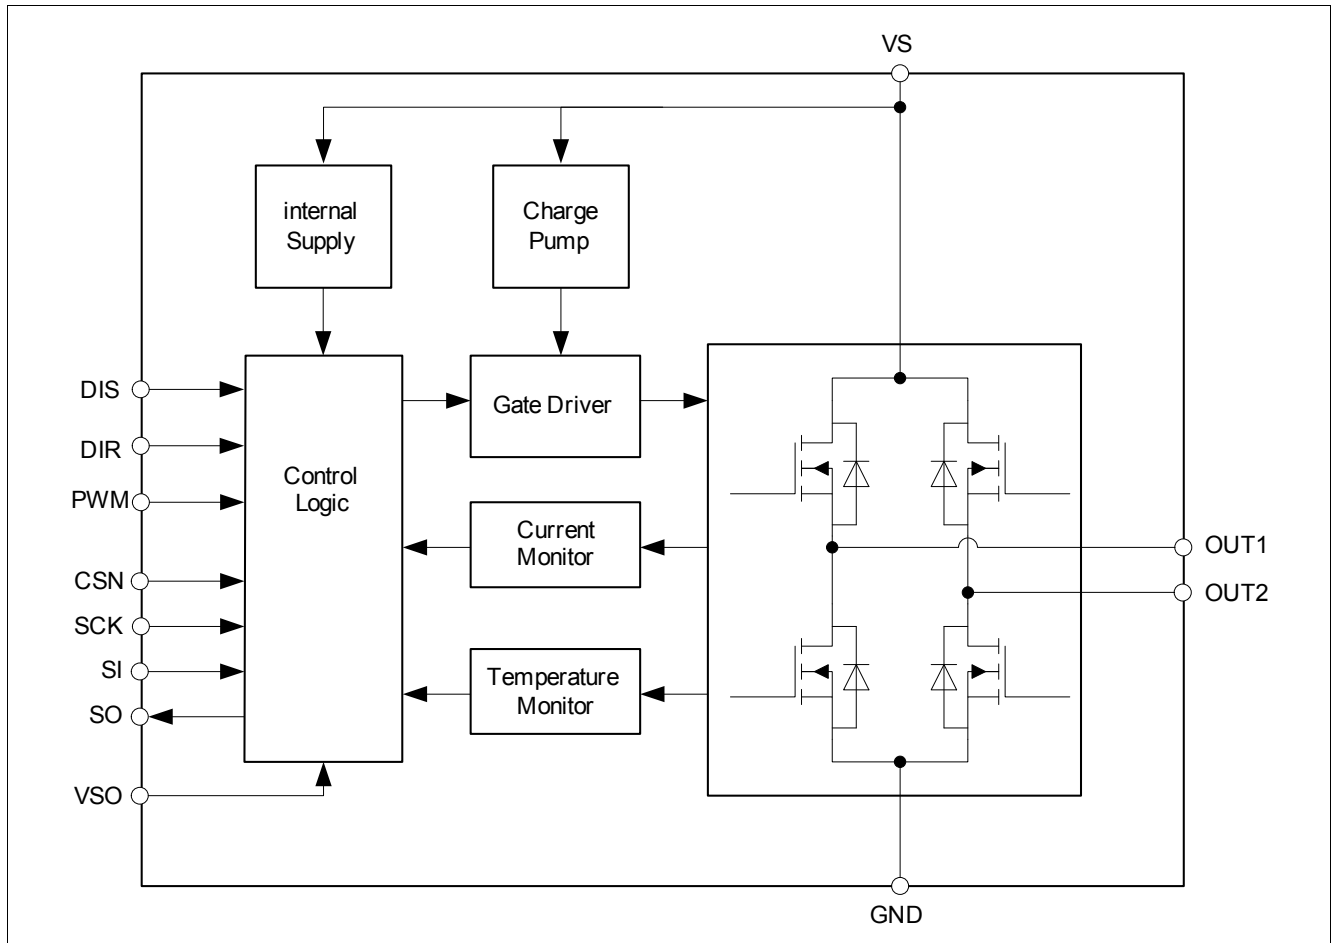 VS
internal
Supply
Charge
Pump
DIS
DIR
PWM
CSN
SCK
SI
SO
VSO
Control
Logic
Gate Driver
Current
Monitor
Temperature
Monitor
OUT1
OUT2
GND